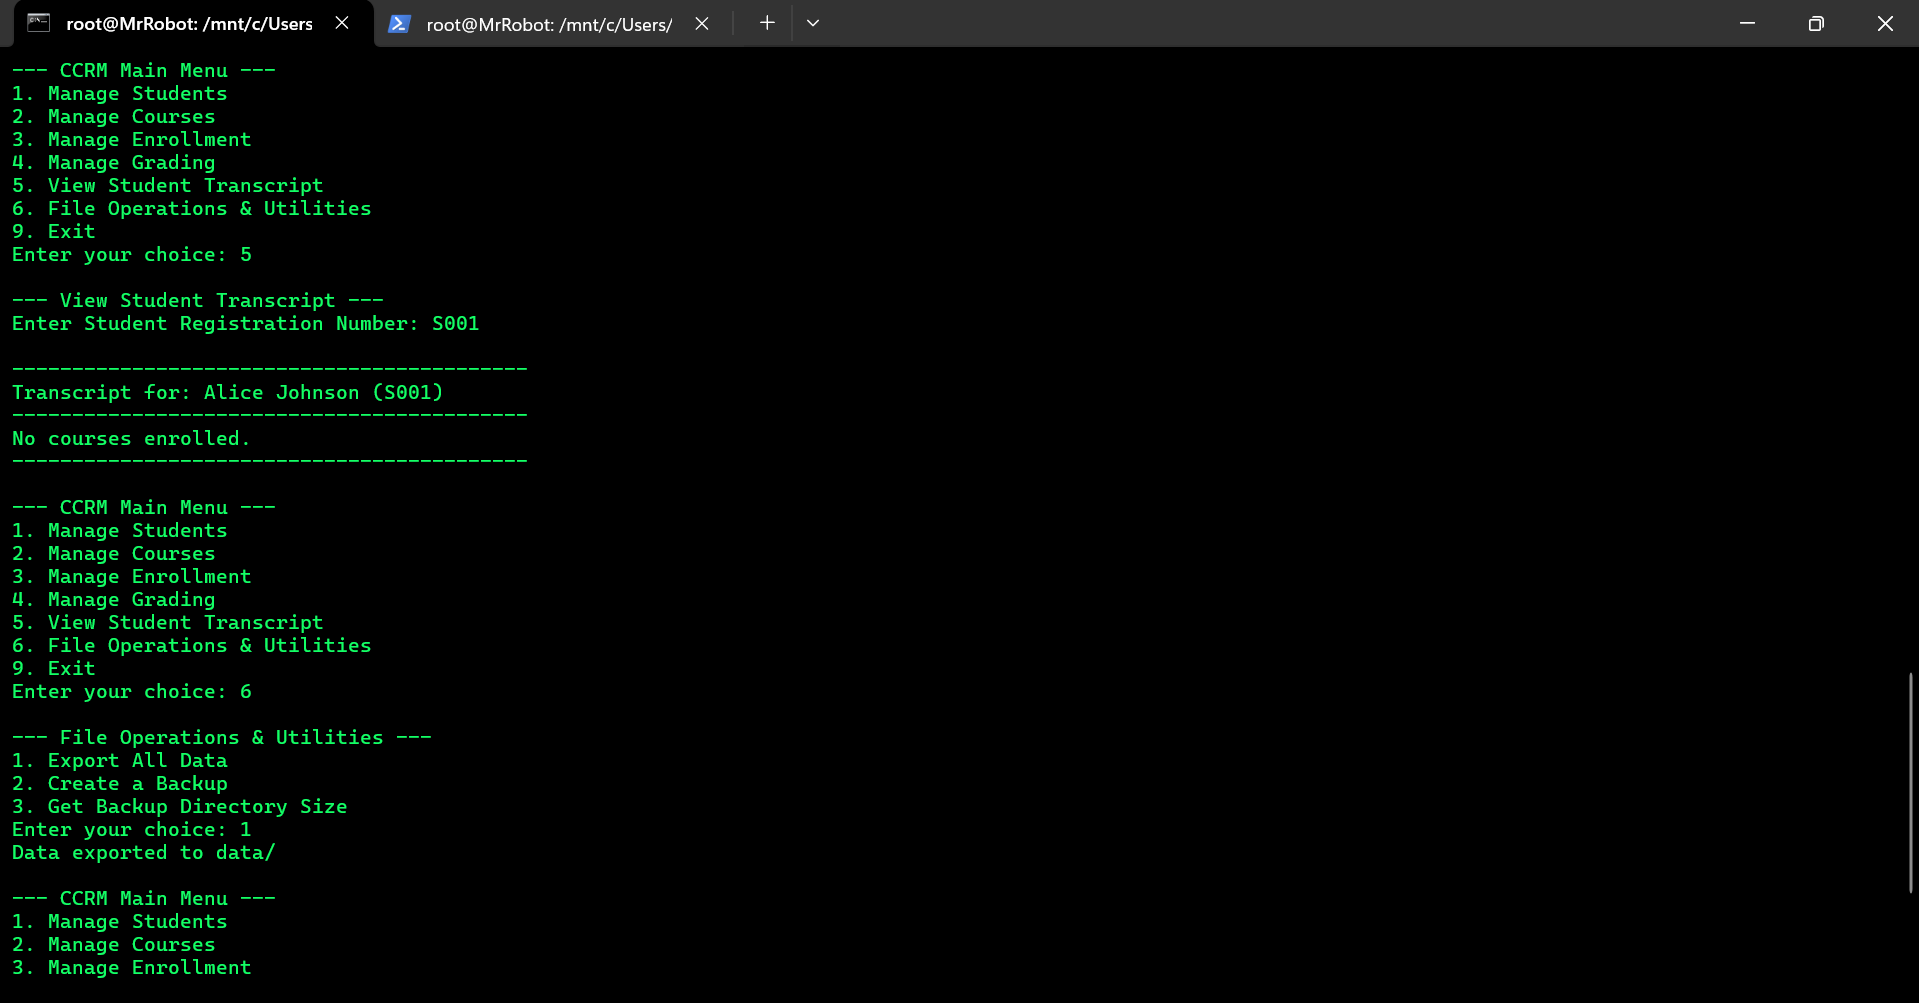 root@MrRobot: /mnt/c/Users
root@MrRobot: /mnt/c/Users/
--- CCRM Main Menu ---
1. Manage Students
2. Manage Courses
3. Manage Enrollment
4. Manage Grading
5. View Student Transcript
6. File Operations & Utilities
9. Exit
Enter your choice: 5
--- View Student Transcript ---
Enter Student Registration Number: S001
-------------------------------------------
Transcript for: Alice Johnson (S001)
-------------------------------------------
No courses enrolled.
-------------------------------------------
--- CCRM Main Menu ---
1. Manage Students
2. Manage Courses
3. Manage Enrollment
4. Manage Grading
5. View Student Transcript
6. File Operations & Utilities
9. Exit
Enter your choice: 6
--- File Operations & Utilities ---
1. Export All Data
2. Create a Backup
3. Get Backup Directory Size
Enter your choice: 1
Data exported to data/
--- CCRM Main Menu ---
1. Manage Students
2. Manage Courses
3. Manage Enrollment